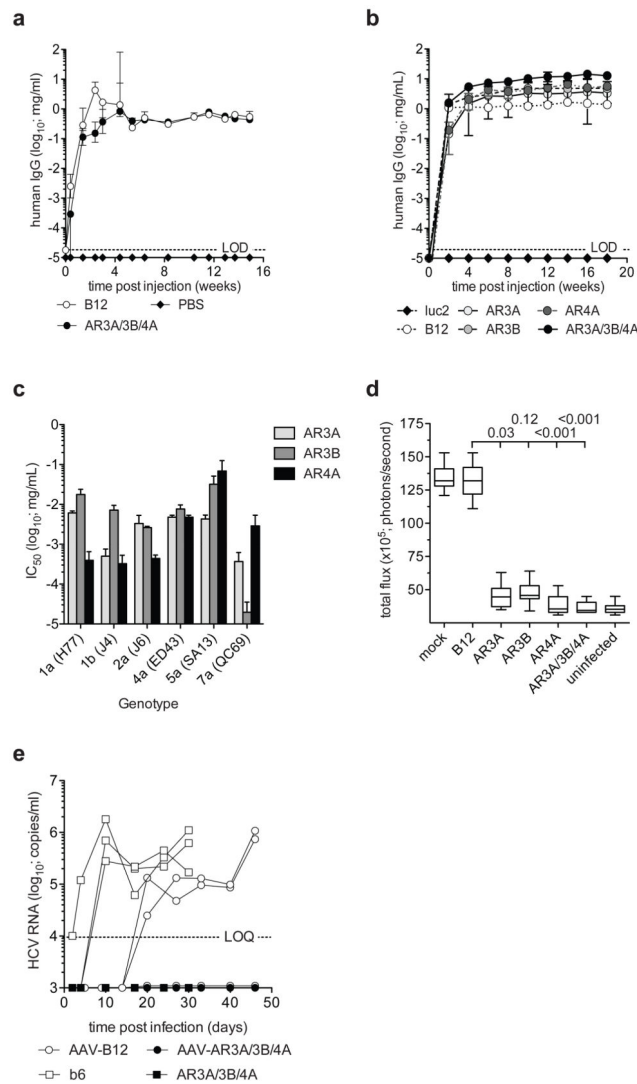 a
human IgG (log10; mg/ml)
2
1
0
-1
-2
-3
-4
-5
LOD
0 4 8 12 16
time post injection (weeks)
B12 PBS
AR3A/3B/4A
b
human IgG (log10; mg/mL)
2
1
0
-1
-2
-3
-4
-5
LOD
0 4 8 12 16 20
time post injection (weeks)
luc2 AR3A AR4A
B12 AR3B AR3A/3B/4A
c
IC50 (log10; mg/mL)
-0
-1
-2
-3
-4
-5
AR3A
AR3B
AR4A
1a (H77) 1b (J4) 2a (J6) 4a (ED43) 5a (SA13) 7a (QC69)
Genotype
d
total flux (x10⁵; photons/second)
175
150
125
100
75
50
0.12 <0.001
0.03 <0.001
mock B12 AR3A AR3B AR4A AR3A/3B/4A uninfected
e
HCV RNA (log10; copies/ml)
7
6
5
4
3
LOQ
0 10 20 30 40 50
time post infection (days)
AAV-B12 AAV-AR3A/3B/4A
b6 AR3A/3B/4A